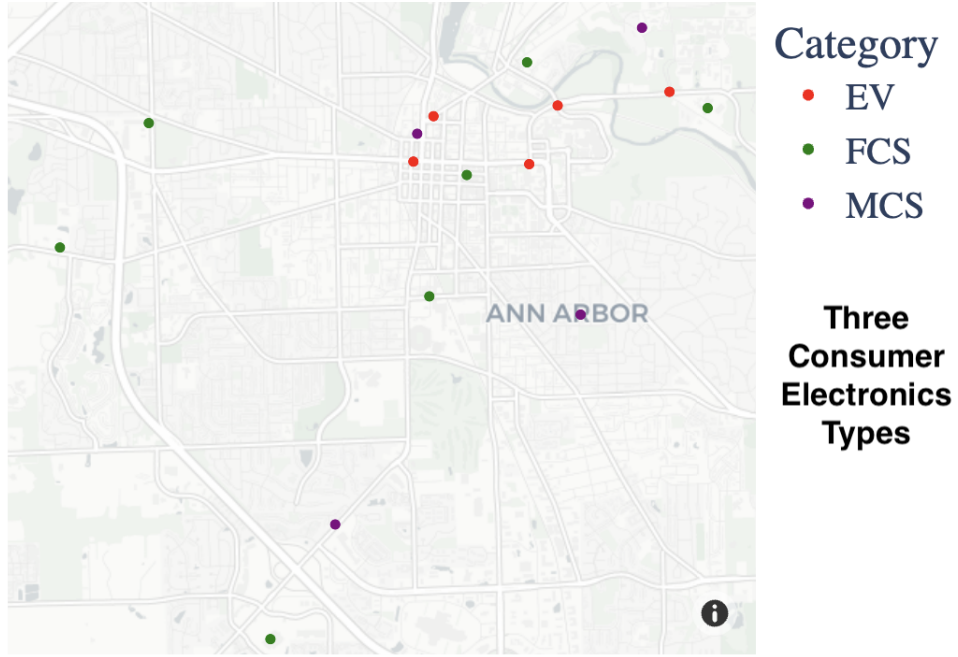 Category
EV
FCS
MCS
ANN ARBOR
Three
Consumer
Electronics
Types
i